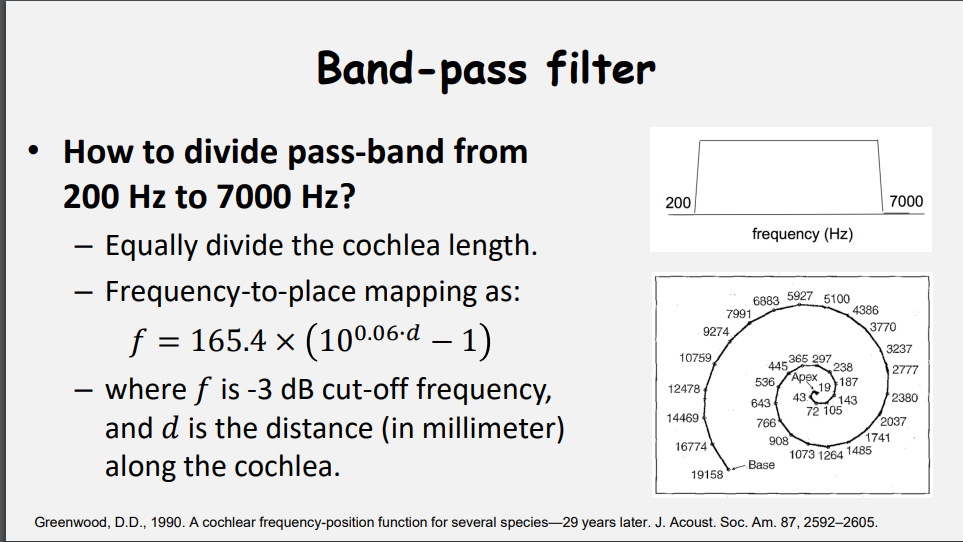 Band-pass filter
• How to divide pass-band from
200 Hz to 7000 Hz?
– Equally divide the cochlea length.
– Frequency-to-place mapping as:
f = 165.4 × (10^0.06·d − 1)
– where f is -3 dB cut-off frequency,
and d is the distance (in millimeter)
along the cochlea.
200 7000
frequency (Hz)
6883 5927 5100
7991 4386
9274 3770
10759 3237
445 365 297 238 2777
12478 536 Apex 19 187
643 43 143 2380
14469 72 105
766 2037
16774 908 1741
1073 1264 1485
Base
19158
Greenwood, D.D., 1990. A cochlear frequency-position function for several species—29 years later. J. Acoust. Soc. Am. 87, 2592–2605.